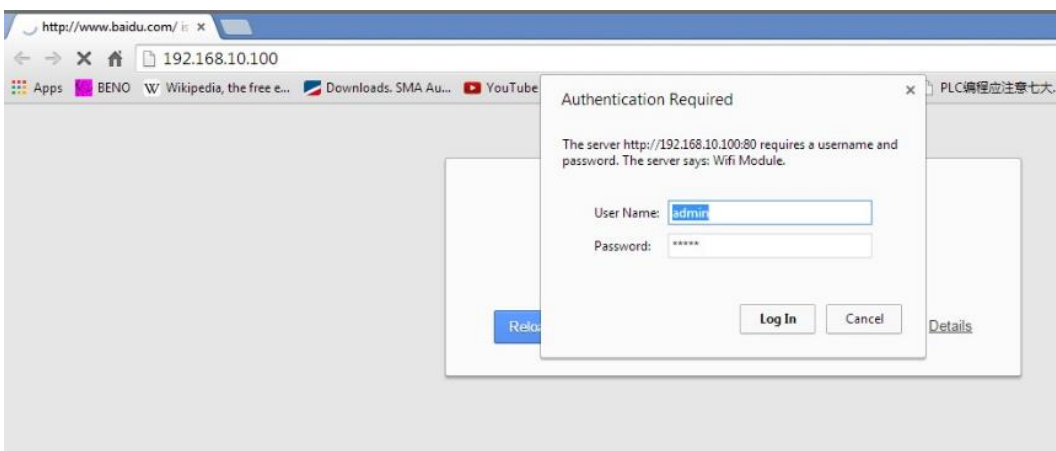 http://www.baidu.com/ is
192.168.10.100
Apps BENO Wikipedia, the free e... Downloads. SMA Au... YouTube PLC编程应注意七大
Authentication Required
The server http://192.168.10.100:80 requires a username and
password. The server says: Wifi Module.
User Name: admin
Password: *****
Log In Cancel
Reloa Details